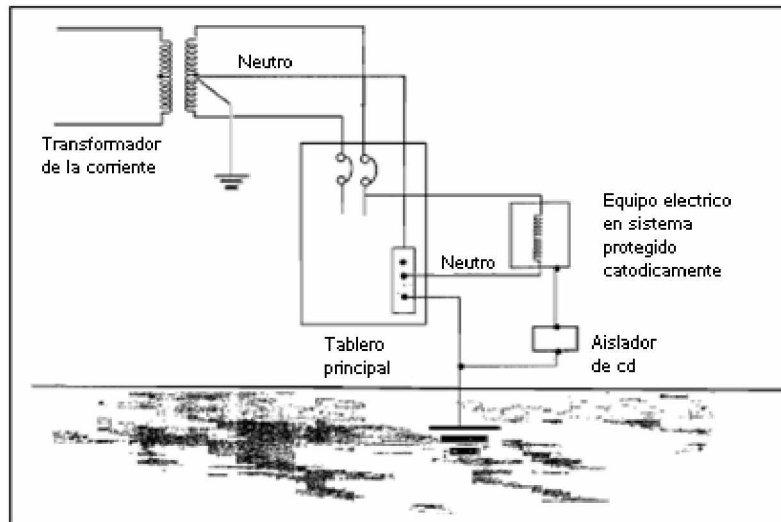 Neutro
Transformador
de la corriente
Equipo electrico
en sistema
protegido
catodicamente
Neutro
Tablero
principal
Aislador
de cd